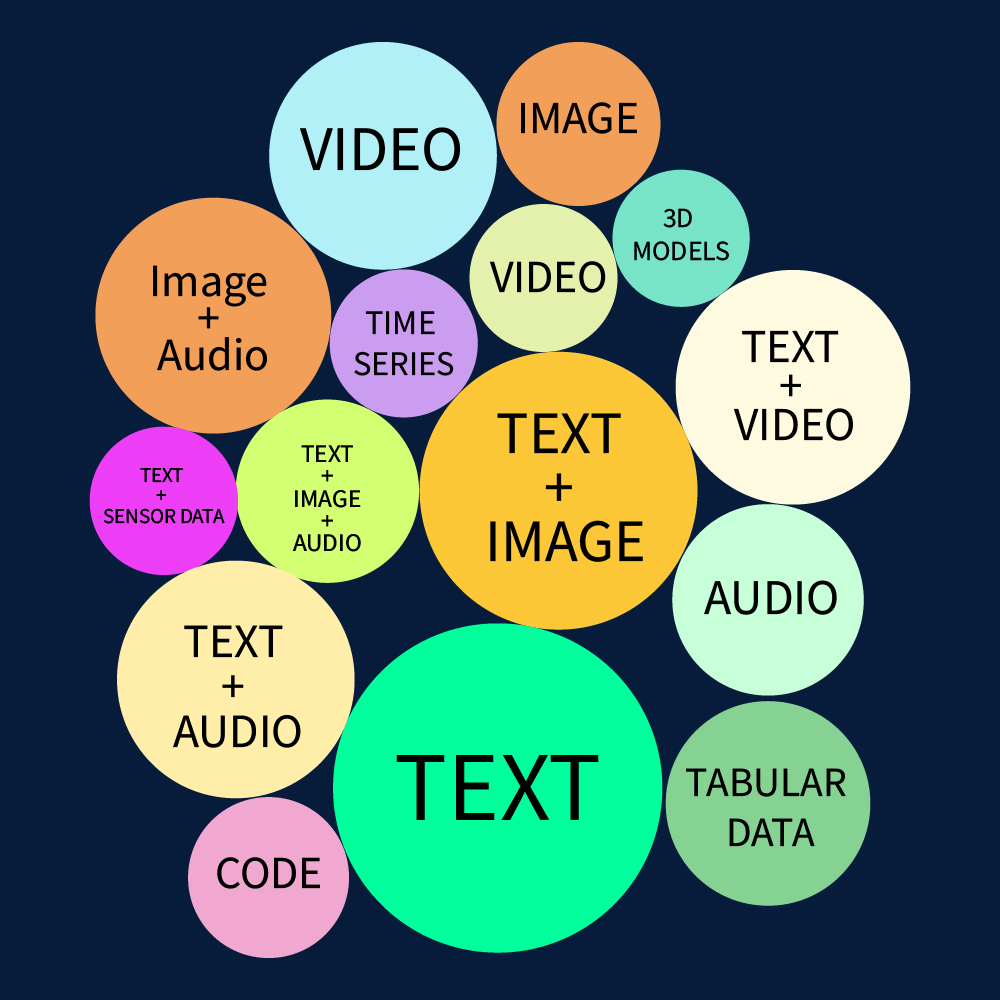 VIDEO
IMAGE
3D
MODELS
Image
+
Audio
TIME
SERIES
VIDEO
TEXT
+
VIDEO
TEXT
+
SENSOR DATA
TEXT
+
IMAGE
+
AUDIO
TEXT
+
IMAGE
AUDIO
TEXT
+
AUDIO
TEXT
TABULAR
DATA
CODE